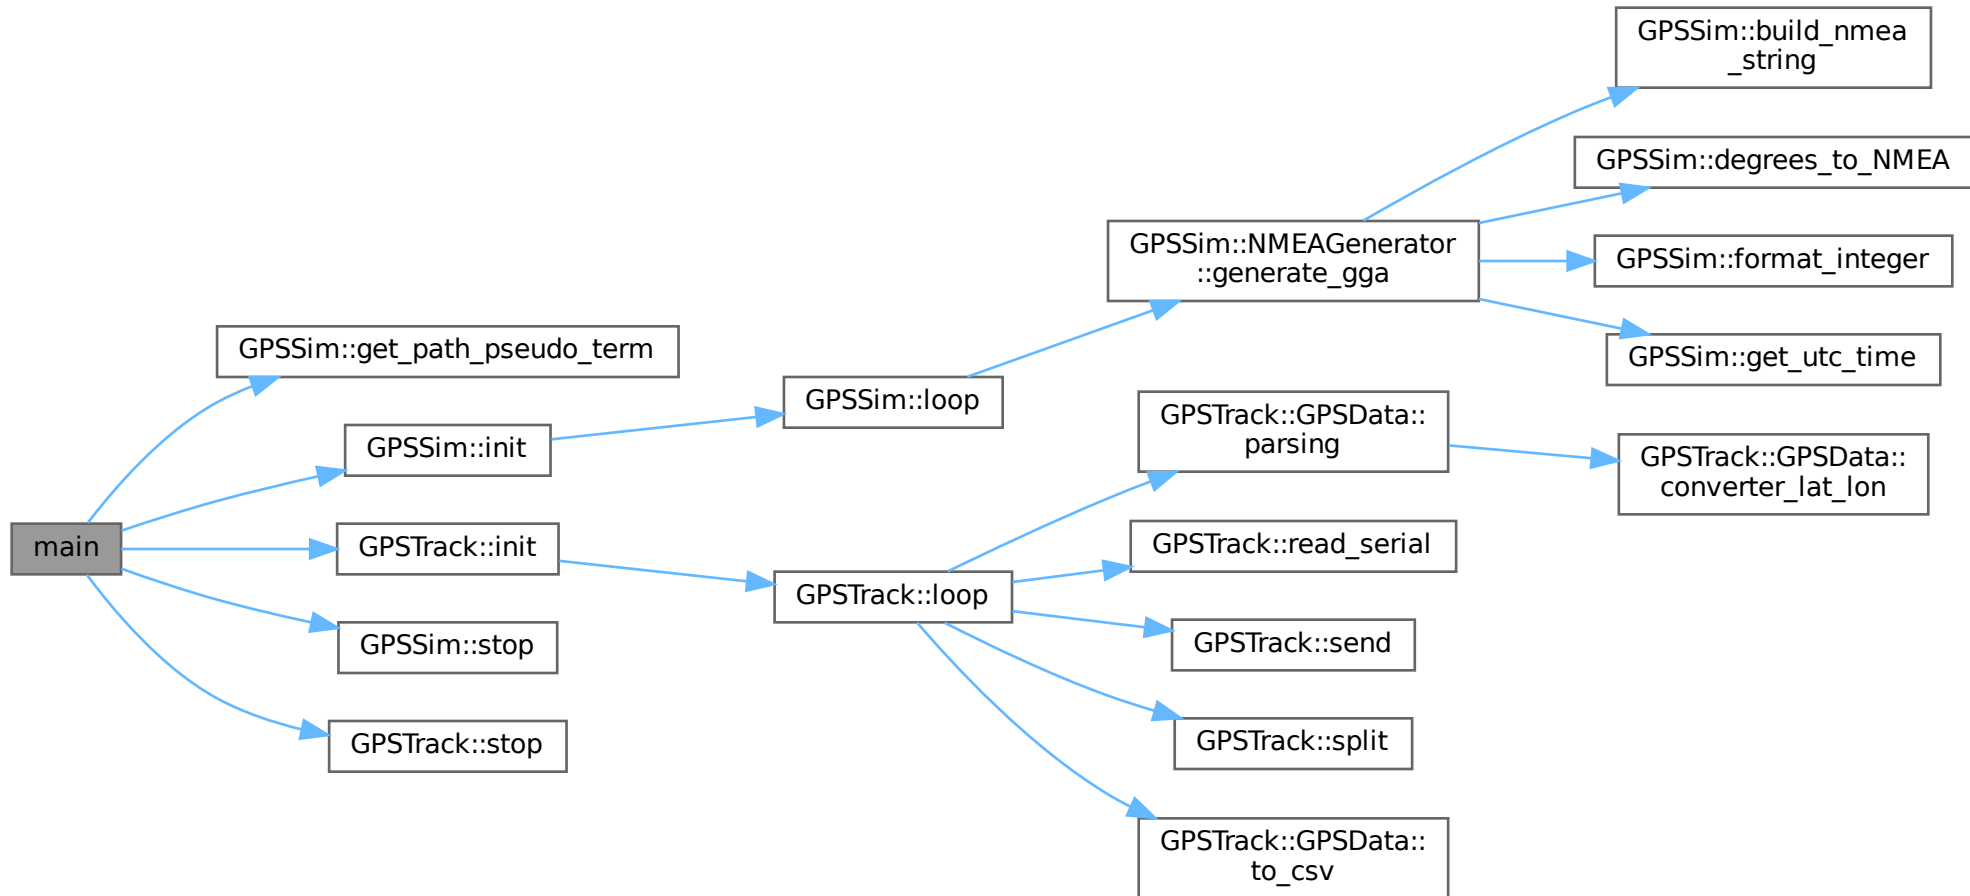 main
GPSSim::get_path_pseudo_term
GPSSim::init
GPSTrack::init
GPSSim::stop
GPSTrack::stop
GPSSim::loop
GPSTrack::loop
GPSSim::NMEAGenerator
::generate_gga
GPSTrack::GPSData::
parsing
GPSTrack::read_serial
GPSTrack::send
GPSTrack::split
GPSTrack::GPSData::
to_csv
GPSSim::build_nmea
_string
GPSSim::degrees_to_NMEA
GPSSim::format_integer
GPSSim::get_utc_time
GPSTrack::GPSData::
converter_lat_lon